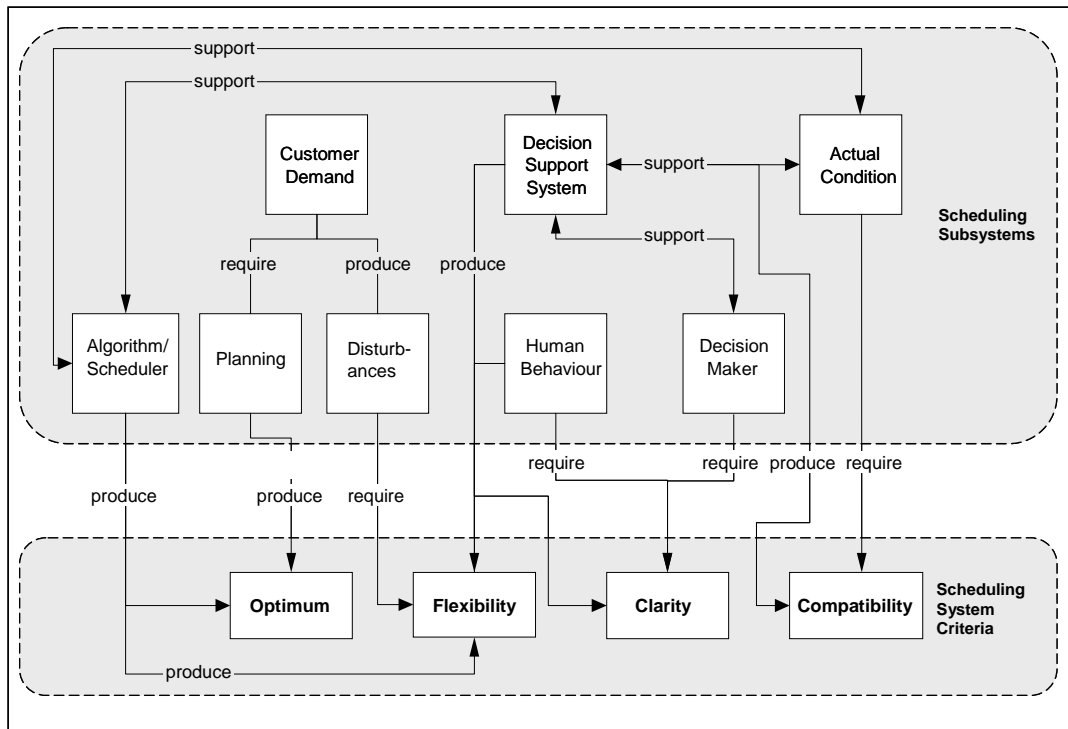 support
support
Customer
Demand
Decision
Support
System
support
Actual
Condition
Scheduling
Subsystems
support
require
produce
produce
Algorithm/
Scheduler
Planning
Disturb-
ances
Human
Behaviour
Decision
Maker
require
require
produce
require
produce
produce
require
Optimum
Flexibility
Clarity
Compatibility
Scheduling
System
Criteria
produce